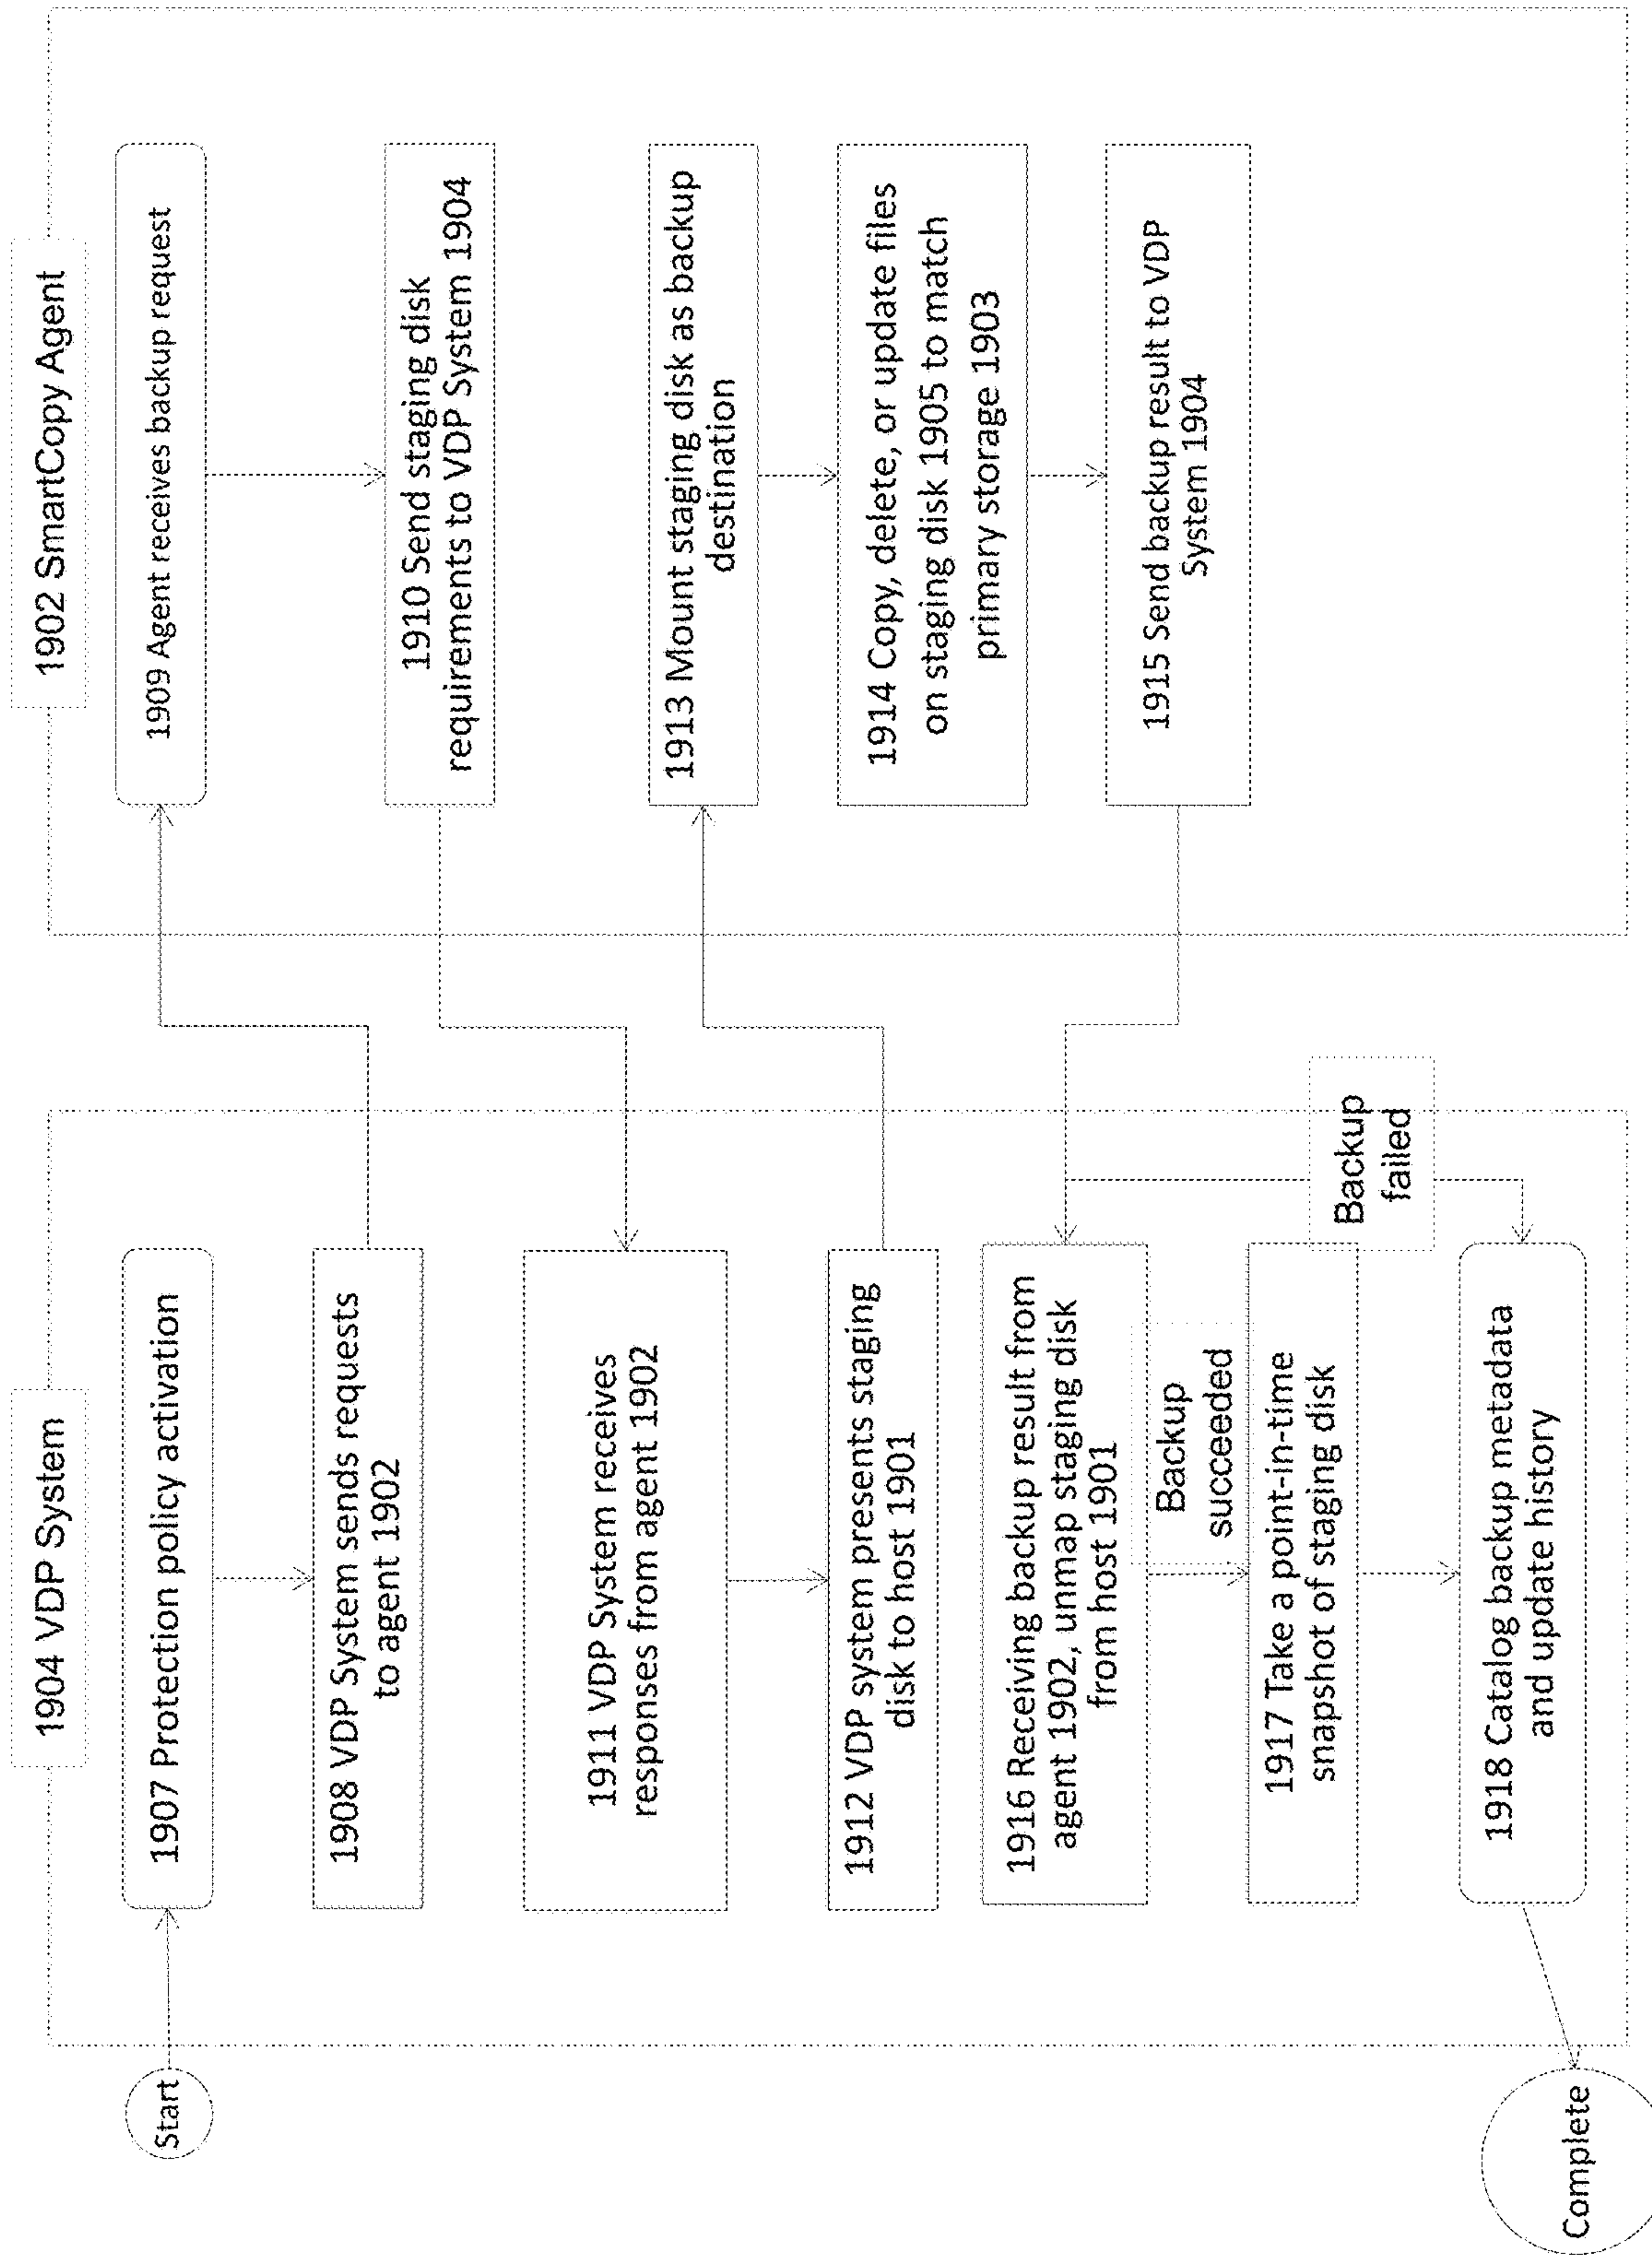 1904 VDP System
1902 SmartCopy Agent
Start
1907 Protection policy activation
1909 Agent receives backup request
1908 VDP System sends requests
to agent 1902
1910 Send staging disk
requirements to VDP System 1904
1911 VDP System receives
responses from agent 1902
1912 VDP system presents staging
disk to host 1901
1913 Mount staging disk as backup
destination
1914 Copy, delete, or update files
on staging disk 1905 to match
primary storage 1903
1915 Send backup result to VDP
System 1904
1916 Receiving backup result from
agent 1902, unmap staging disk
from host 1901
Backup
succeeded
Backup
failed
1917 Take a point-in-time
snapshot of staging disk
1918 Catalog backup metadata
and update history
Complete